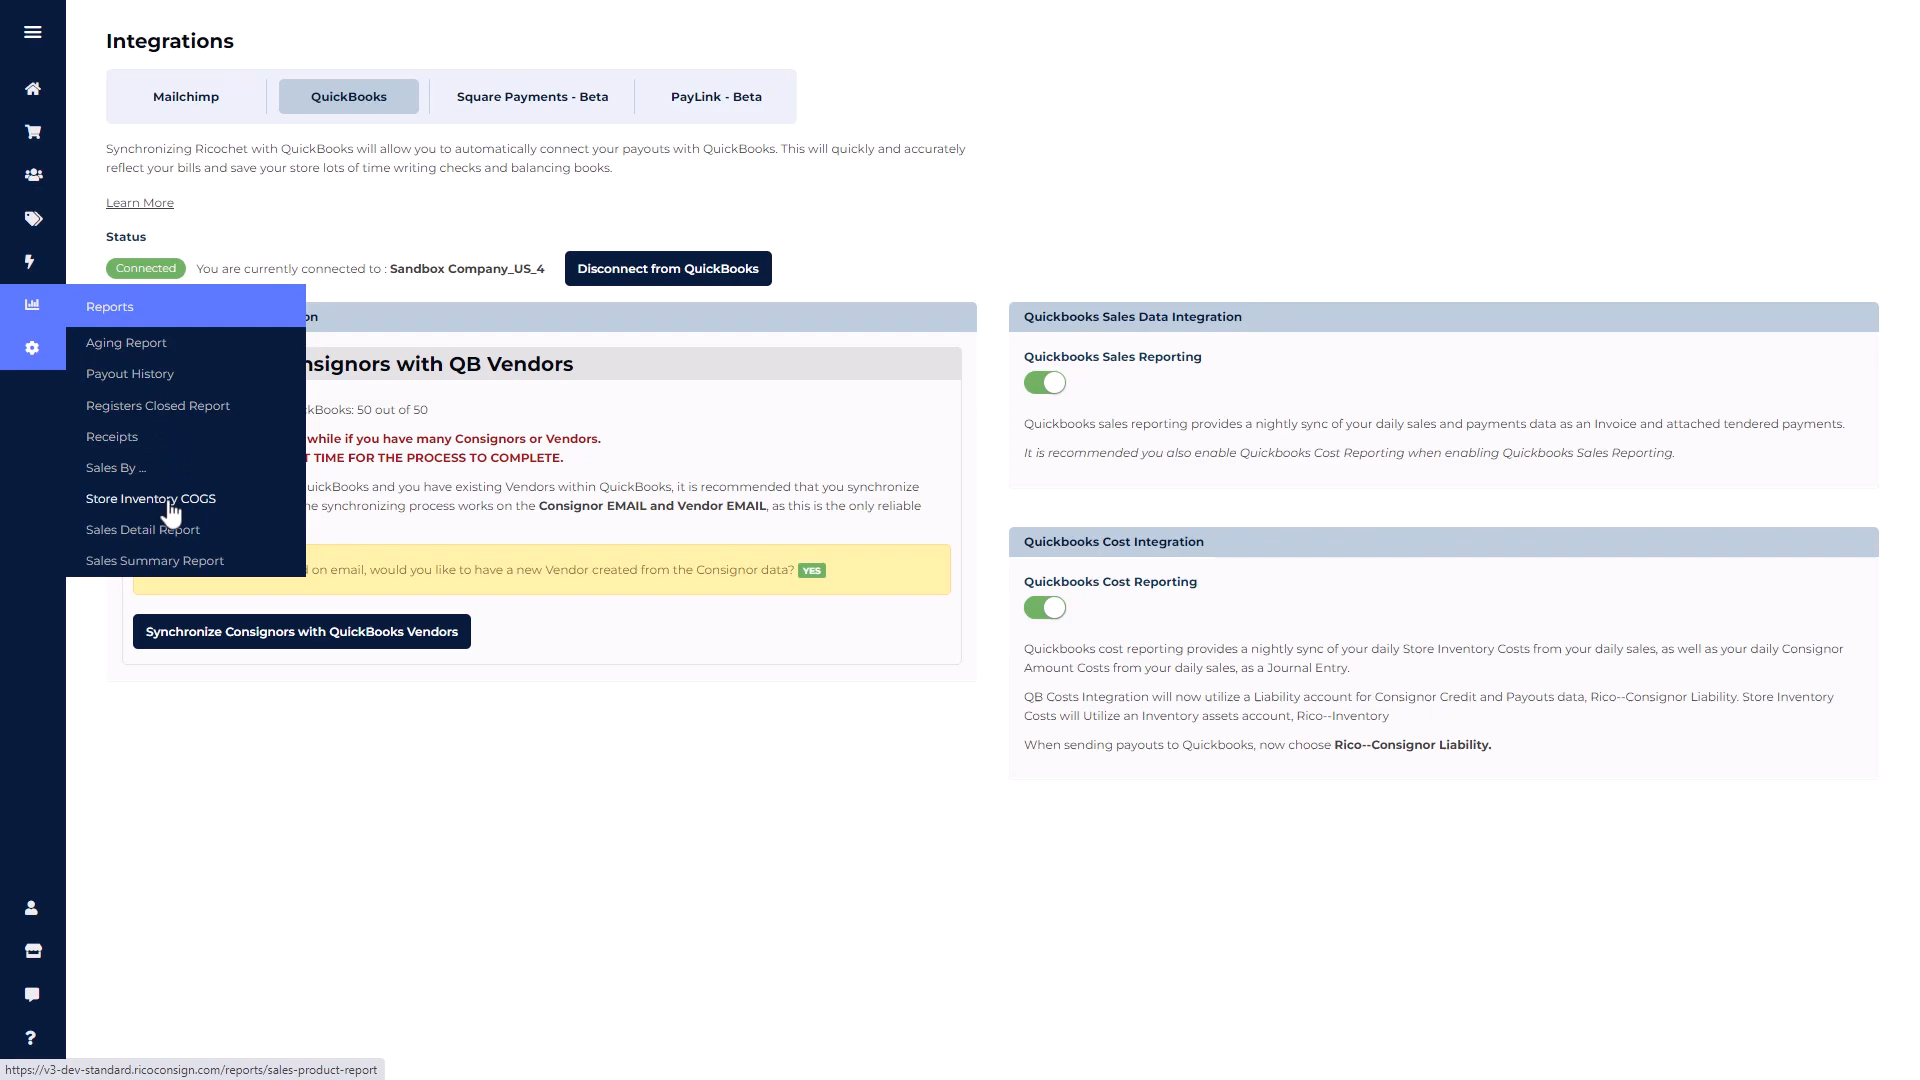 Integrations
Mailchimp
QuickBooks
Square Payments - Beta
PayLink - Beta
Synchronizing Ricochet with QuickBooks will allow you to automatically connect your payouts with QuickBooks. This will quickly and accurately
reflect your bills and save your store lots of time writing checks and balancing books.
Learn More
Status
Connected
You are currently connected to : Sandbox Company_US_4
Disconnect from QuickBooks
Reports
Aging Report
Payout History
Registers Closed Report
Receipts
Sales By ...
Store Inventory COGS
Sales Detail Report
Sales Summary Report
on
nsignors with QB Vendors
kBooks: 50 out of 50
while if you have many Consignors or Vendors.
T TIME FOR THE PROCESS TO COMPLETE.
uickBooks and you have existing Vendors within QuickBooks, it is recommended that you synchronize
he synchronizing process works on the Consignor EMAIL and Vendor EMAIL, as this is the only reliable
on email, would you like to have a new Vendor created from the Consignor data? YES
Synchronize Consignors with QuickBooks Vendors
Quickbooks Sales Data Integration
Quickbooks Sales Reporting
Quickbooks sales reporting provides a nightly sync of your daily sales and payments data as an Invoice and attached tendered payments.
It is recommended you also enable Quickbooks Cost Reporting when enabling Quickbooks Sales Reporting.
Quickbooks Cost Integration
Quickbooks Cost Reporting
Quickbooks cost reporting provides a nightly sync of your daily Store Inventory Costs from your daily sales, as well as your daily Consignor
Amount Costs from your daily sales, as a Journal Entry.
QB Costs Integration will now utilize a Liability account for Consignor Credit and Payouts data, Rico--Consignor Liability. Store Inventory
Costs will Utilize an Inventory assets account, Rico--Inventory
When sending payouts to Quickbooks, now choose Rico--Consignor Liability.
https://v3-dev-standard.ricoconsign.com/reports/sales-product-report